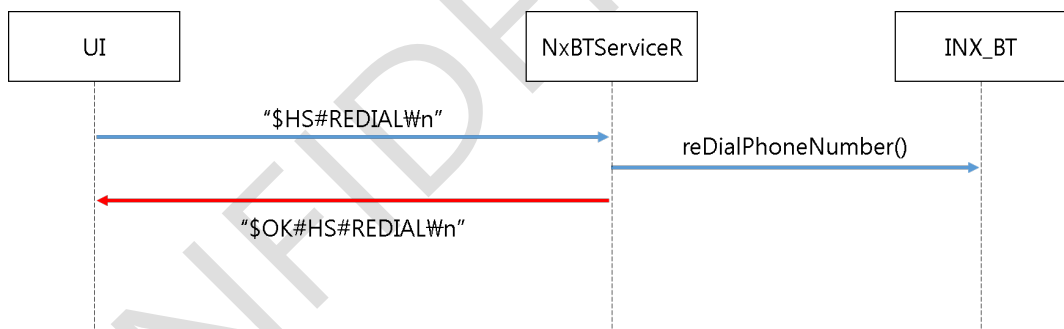 UI
NxBTServiceR
INX_BT
“$HS#REDIAL₩n”
reDialPhoneNumber()
“$OK#HS#REDIAL₩n”